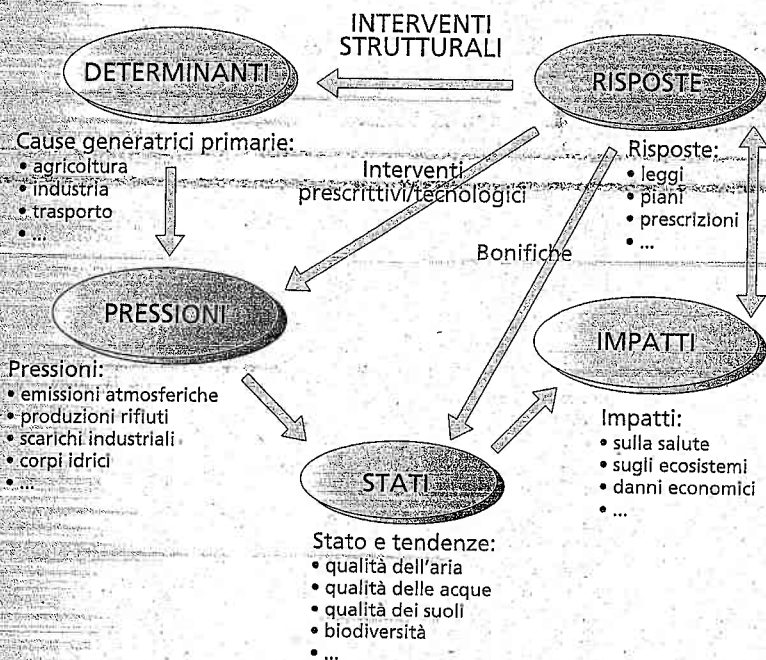 INTERVENTI
STRUTTURALI
DETERMINANTI
RISPOSTE
Cause generatrici primarie:
• agricoltura
• industria
• trasporto
• ...
Interventi
prescrittivi/tecnologici
Risposte:
• leggi
• piani
• prescrizioni
• ...
Bonifiche
PRESSIONI
IMPATTI
Pressioni:
• emissioni atmosferiche
• produzioni rifiuti
• scarichi industriali
• corpi idrici
• ...
Impatti:
• sulla salute
• sugli ecosistemi
• danni economici
• ...
STATI
Stato e tendenze:
• qualità dell'aria
• qualità delle acque
• qualità dei suoli
• biodiversità
• ...